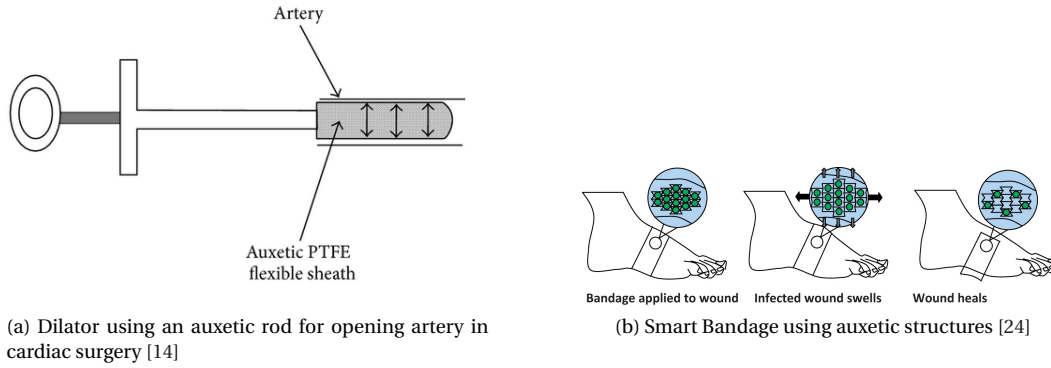 Artery
Auxetic PTFE
flexible sheath
(a) Dilator using an auxetic rod for opening artery in
cardiac surgery [14]
Bandage applied to wound
Infected wound swells
Wound heals
(b) Smart Bandage using auxetic structures [24]